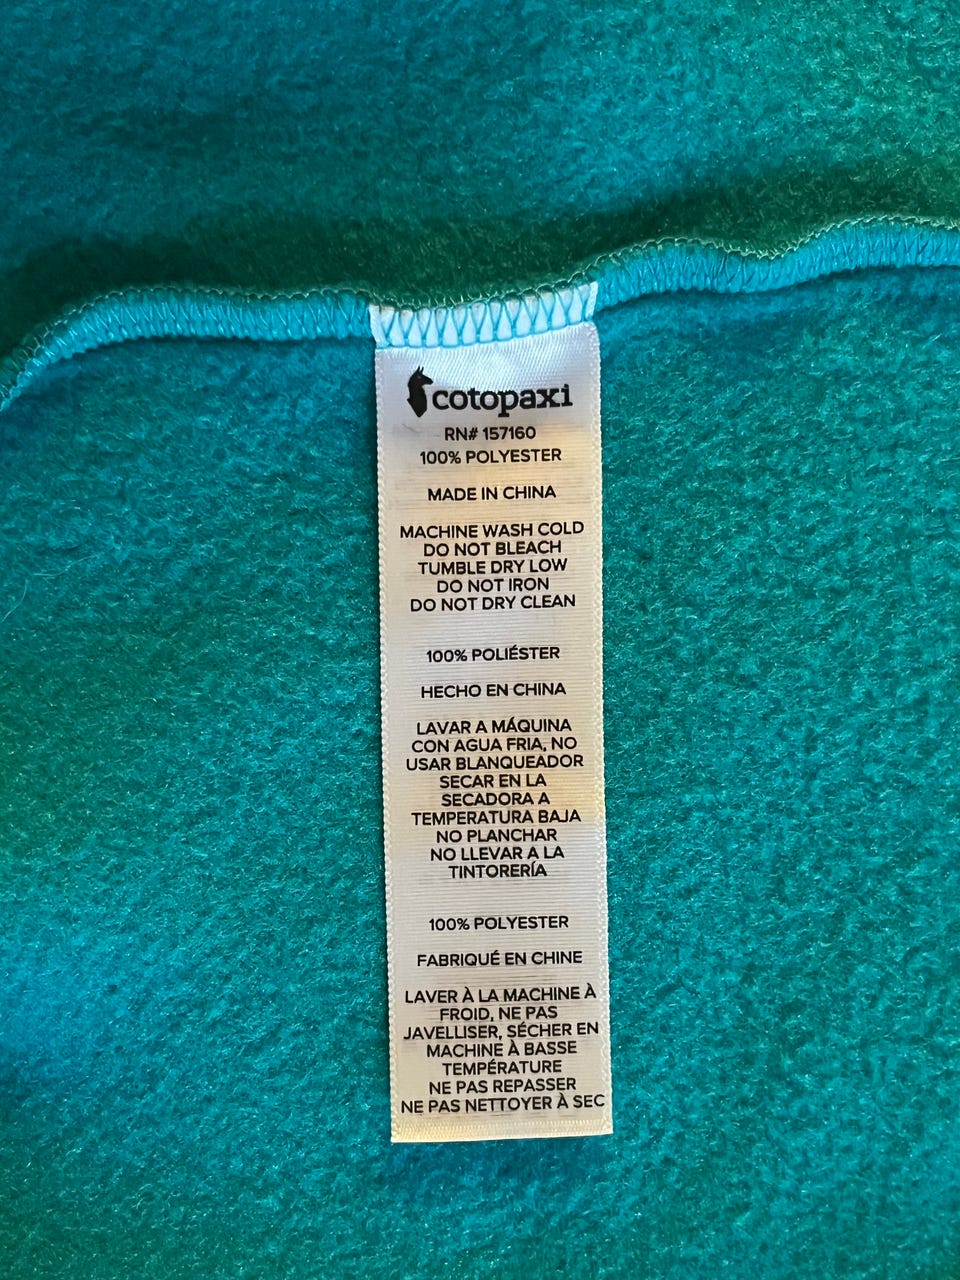 cotopaxi
RN# 157160
100% POLYESTER
MADE IN CHINA
MACHINE WASH COLD
DO NOT BLEACH
TUMBLE DRY LOW
DO NOT IRON
DO NOT DRY CLEAN
100% POLIÉSTER
HECHO EN CHINA
LAVAR A MÁQUINA
CON AGUA FRIA, NO
USAR BLANQUEADOR
SECAR EN LA
SECADORA A
TEMPERATURA BAJA
NO PLANCHAR
NO LLEVAR A LA
TINTORERÍA
100% POLYESTER
FABRIQUÉ EN CHINE
LAVER À LA MACHINE À
FROID, NE PAS
JAVELLISER, SÉCHER EN
MACHINE À BASSE
TEMPÉRATURE
NE PAS REPASSER
NE PAS NETTOYER À SEC